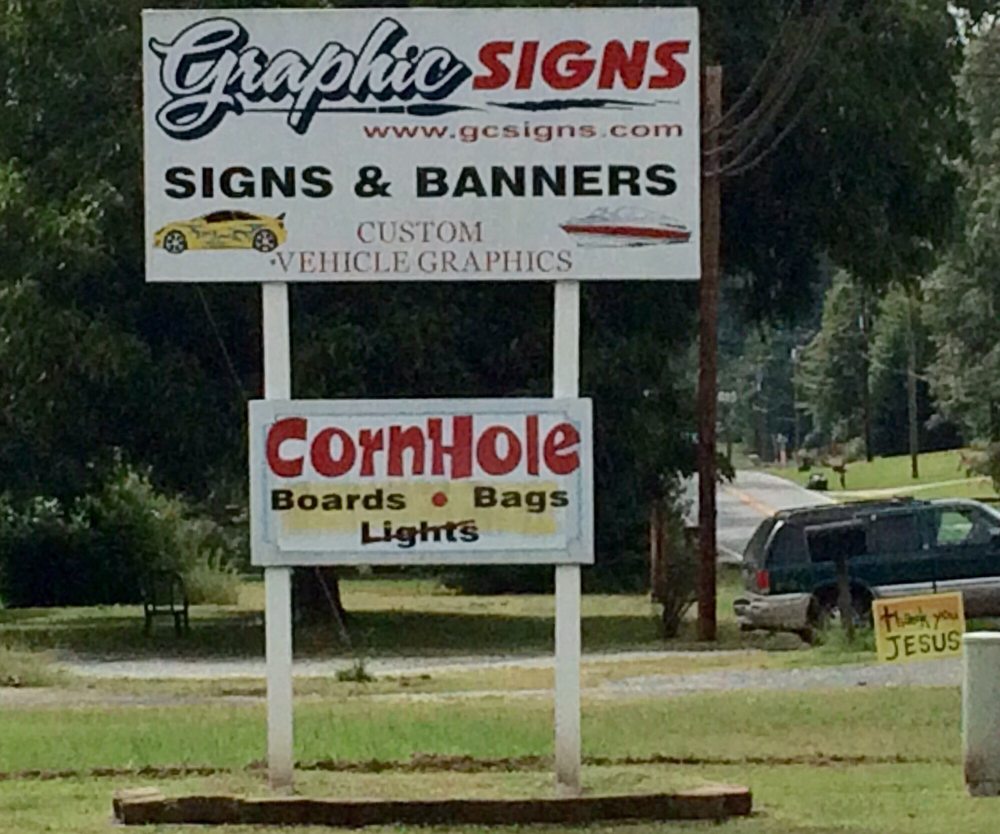 Graphic SIGNS
www.gcsigns.com
SIGNS & BANNERS
CUSTOM
•VEHICLE GRAPHICS
CornHole
Boards • Bags
Lights
thank you
JESUS